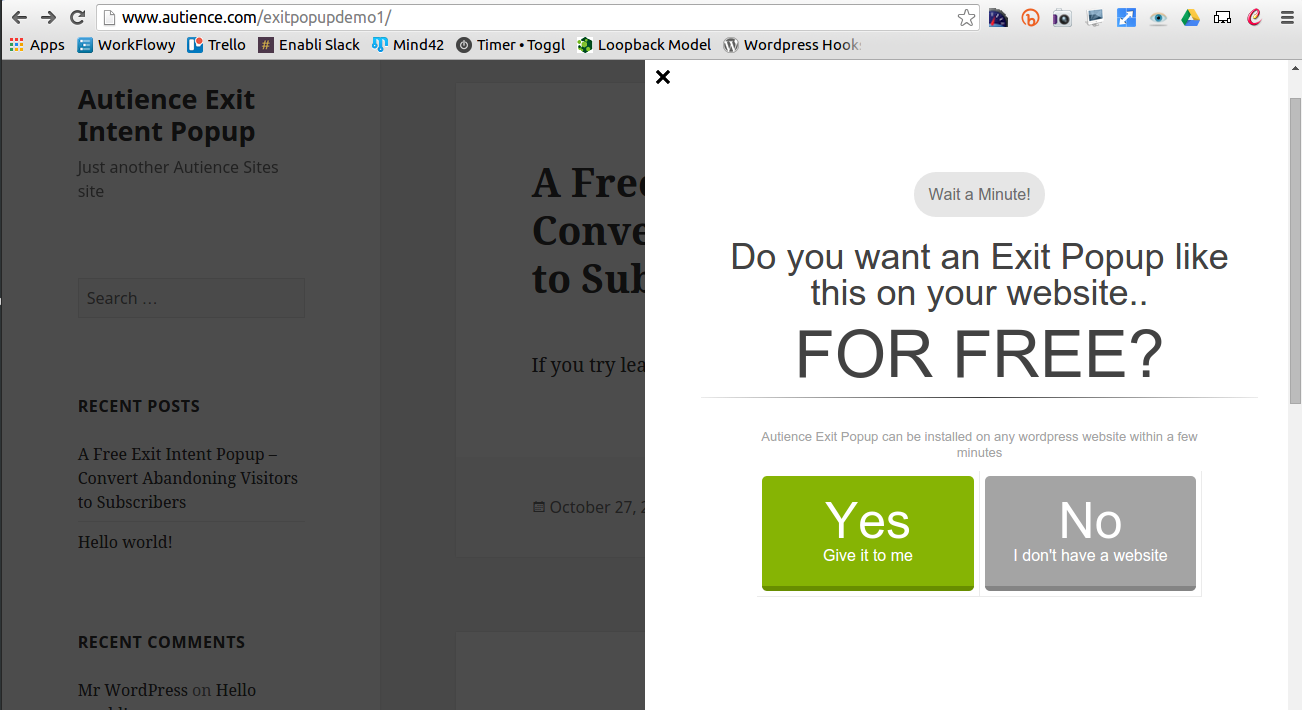 www.autience.com/exitpopupdemo1/
Apps WorkFlowy Trello Enabli Slack Mind42 Timer • Toggl Loopback Model Wordpress Hook
Autience Exit
Intent Popup
Just another Autience Sites
site
Search …
RECENT POSTS
A Free Exit Intent Popup –
Convert Abandoning Visitors
to Subscribers
Hello world!
RECENT COMMENTS
Mr WordPress on Hello
A Free
Conve
to Sub
If you try lea
October 27, 2
Wait a Minute!
Do you want an Exit Popup like
this on your website..
FOR FREE?
Autience Exit Popup can be installed on any wordpress website within a few
minutes
Yes
Give it to me
No
I don't have a website